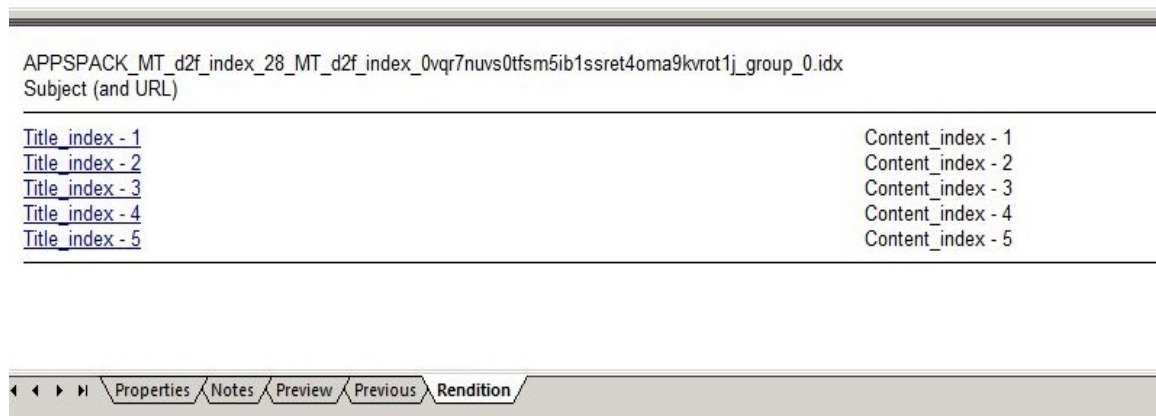 APPSPACK_MT_d2f_index_28_MT_d2f_index_0vqr7nuvs0tfsm5ib1ssret4oma9kvrot1j_group_0.idx
Subject (and URL)
Title_index - 1 Content_index - 1
Title_index - 2 Content_index - 2
Title_index - 3 Content_index - 3
Title_index - 4 Content_index - 4
Title_index - 5 Content_index - 5
Properties Notes Preview Previous Rendition